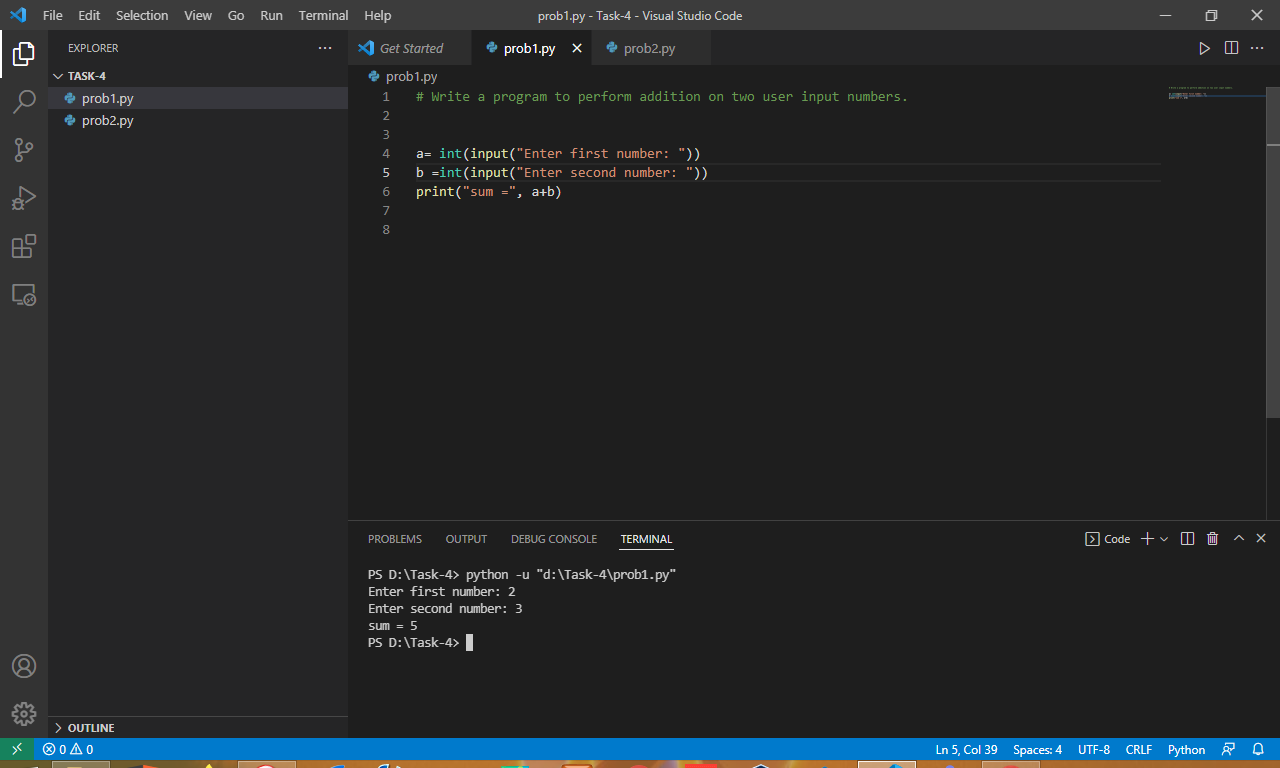 File Edit Selection View Go Run Terminal Help
prob1.py - Task-4 - Visual Studio Code
EXPLORER
TASK-4
prob1.py
prob2.py
OUTLINE
Get Started
prob1.py
prob2.py
prob1.py
1 # Write a program to perform addition on two user input numbers.
2
3
4 a= int(input("Enter first number: "))
5 b =int(input("Enter second number: "))
6 print("sum =", a+b)
7
8
PROBLEMS OUTPUT DEBUG CONSOLE TERMINAL
Code
PS D:\Task-4> python -u "d:\Task-4\prob1.py"
Enter first number: 2
Enter second number: 3
sum = 5
PS D:\Task-4>
0 0
Ln 5, Col 39 Spaces: 4 UTF-8 CRLF Python